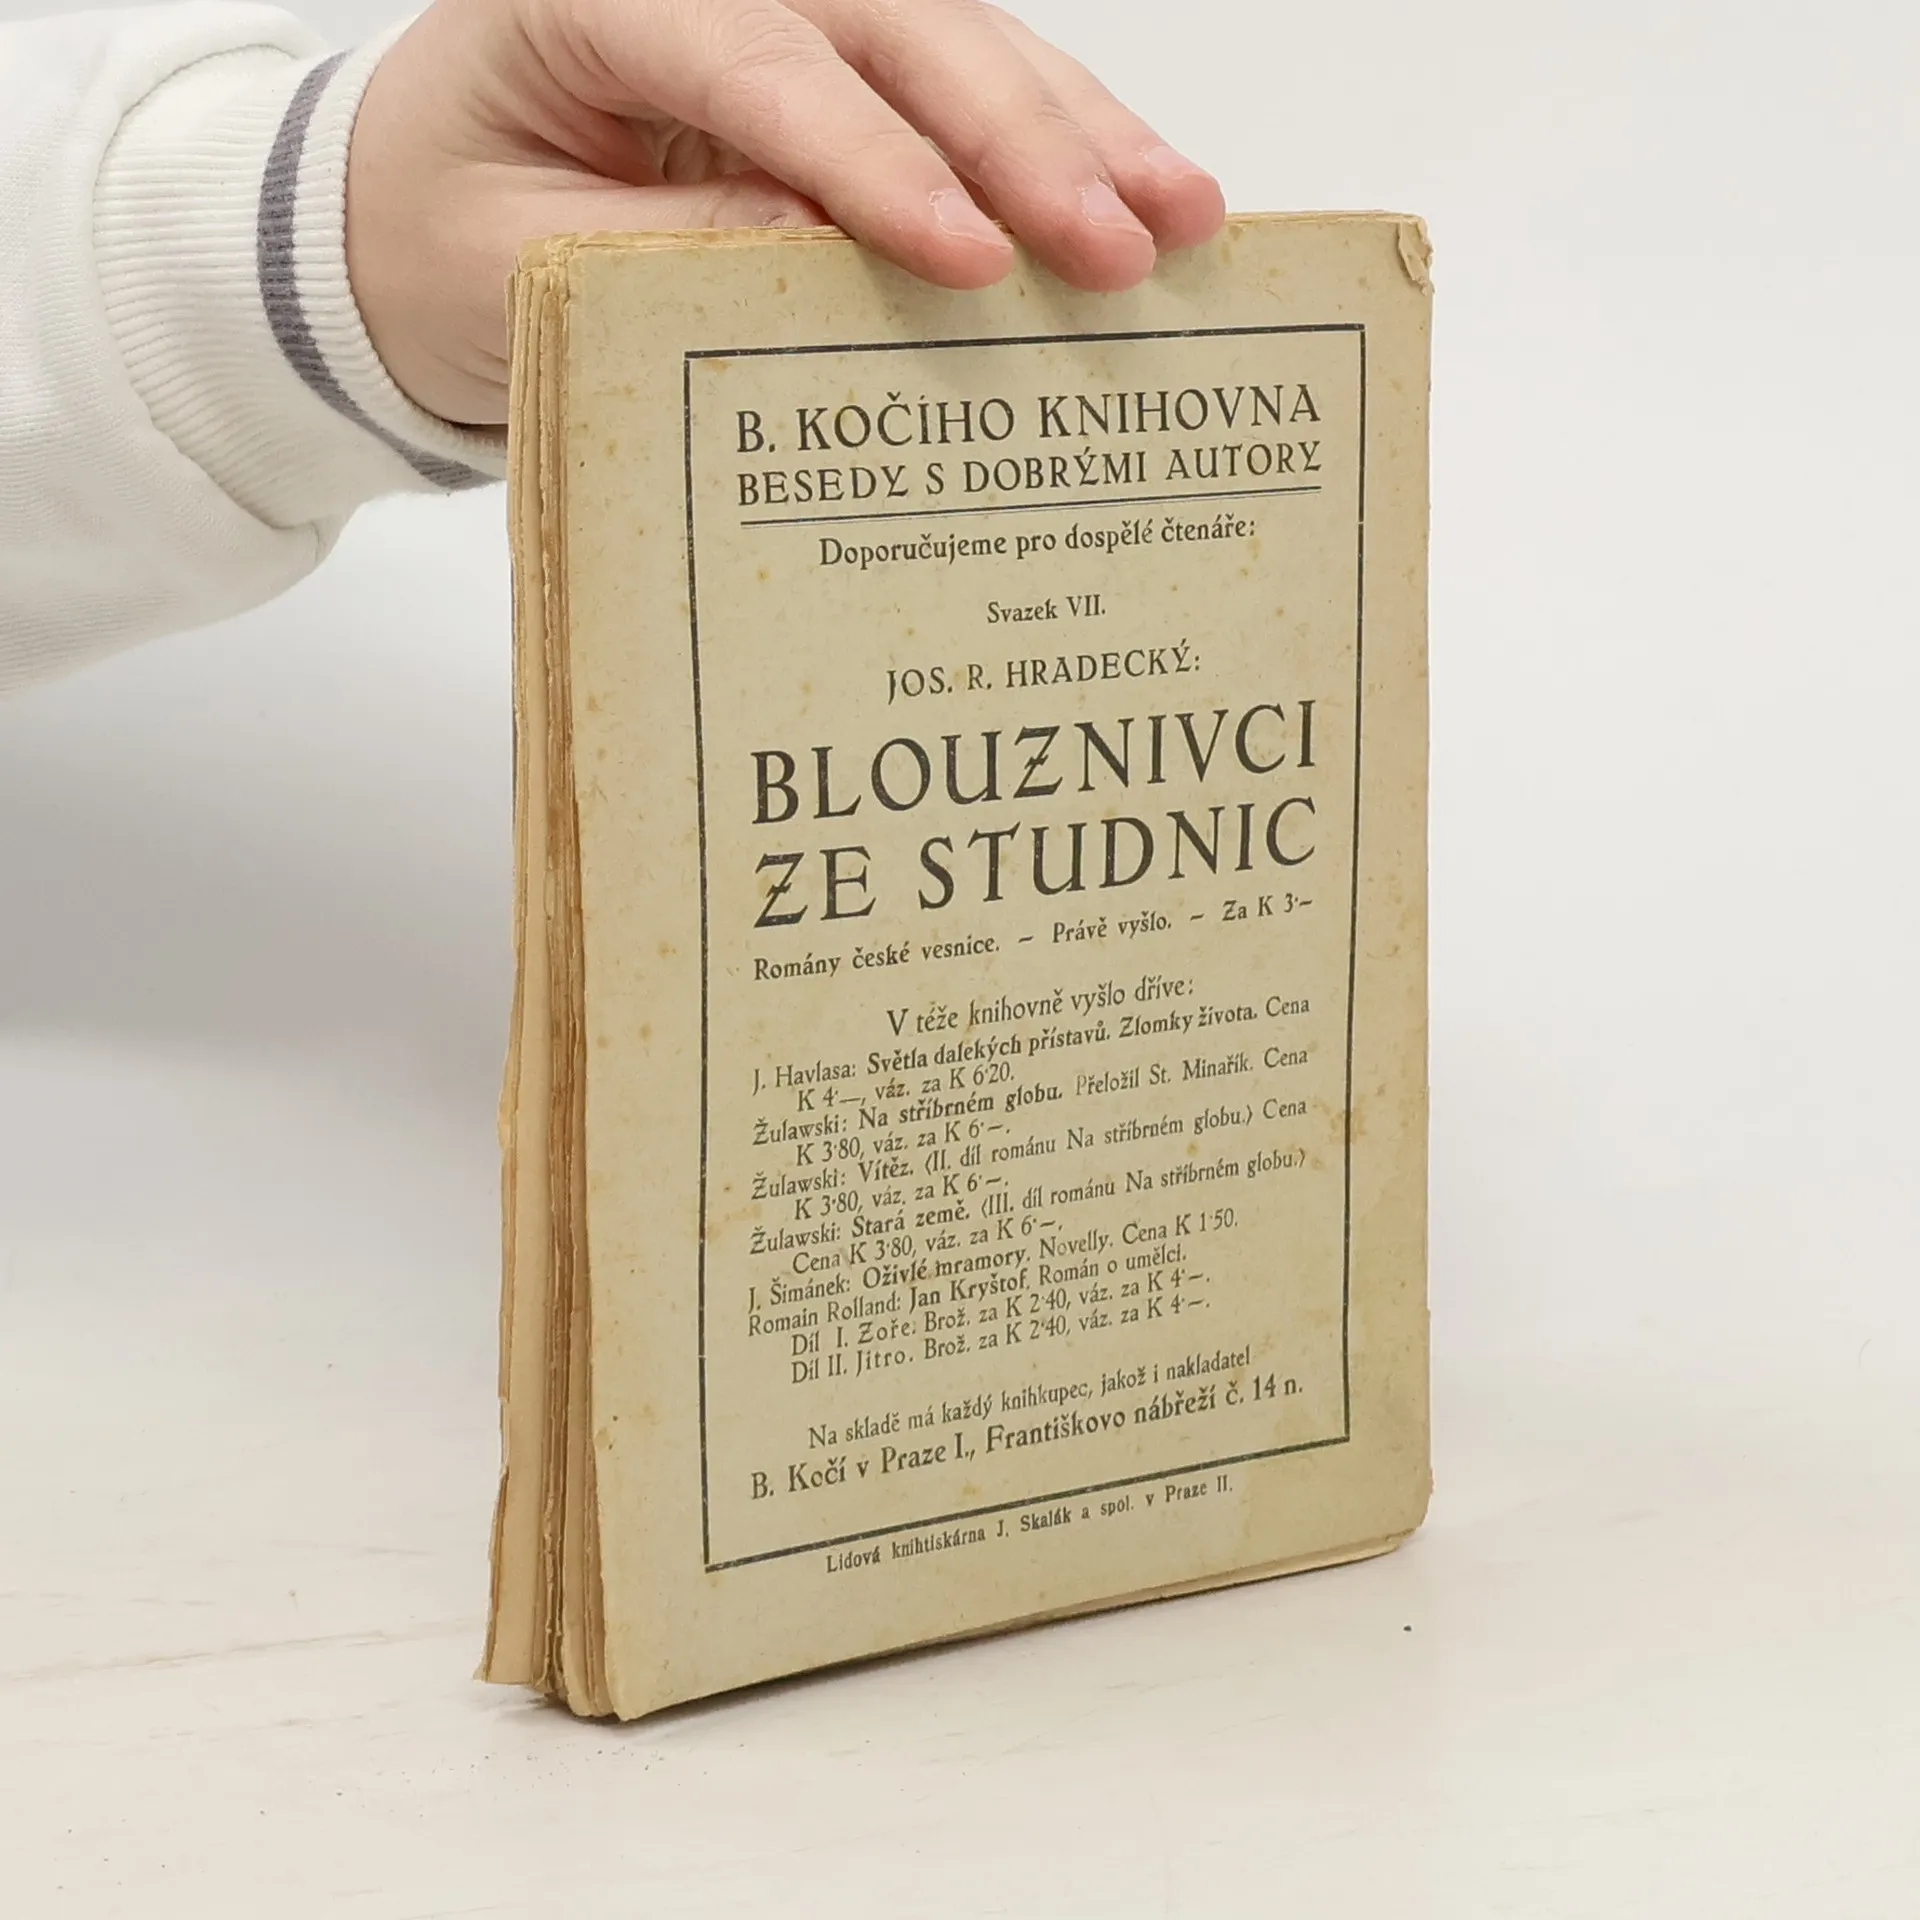 B. KOČÍHO KNIHOVNA
BESEDY S DOBRÝMI AUTORY
Doporučujeme pro dospělé čtenáře:
Svazek VII.
JOS. R. HRADECKÝ:
BLOUZNIVCI
ZE STUDNIC
Romány české vesnice. – Právě vyšlo. – Za K 3·–
V téže knihovně vyšlo dříve:
J. Havlasa: Světla dalekých přístavů. Zlomky života. Cena
K 4·—, váz. za K 6·20.
Žulawski: Na stříbrném globu. Přeložil St. Minařík. Cena
K 3·80, váz. za K 6·–.
Žulawski: Vítěz. (II. díl románu Na stříbrném globu.) Cena
K 3·80, váz. za K 6·–.
Žulawski: Stará země. (III. díl románu Na stříbrném globu.)
Cena K 3·80, váz. za K 6·–.
J. Šimánek: Oživlé mramory. Novelly. Cena K 1·50.
Romain Rolland: Jan Kryštof. Román o umělci.
Díl I. Zoře. Brož. za K 2·40, váz. za K 4·–.
Díl II. Jitro. Brož. za K 2·40, váz. za K 4·–.
Na skladě má každý knihkupec, jakož i nakladatel
B. Kočí v Praze I., Františkovo nábřeží č. 14 n.
Lidová knihtiskárna J. Skalák a spol. v Praze II.